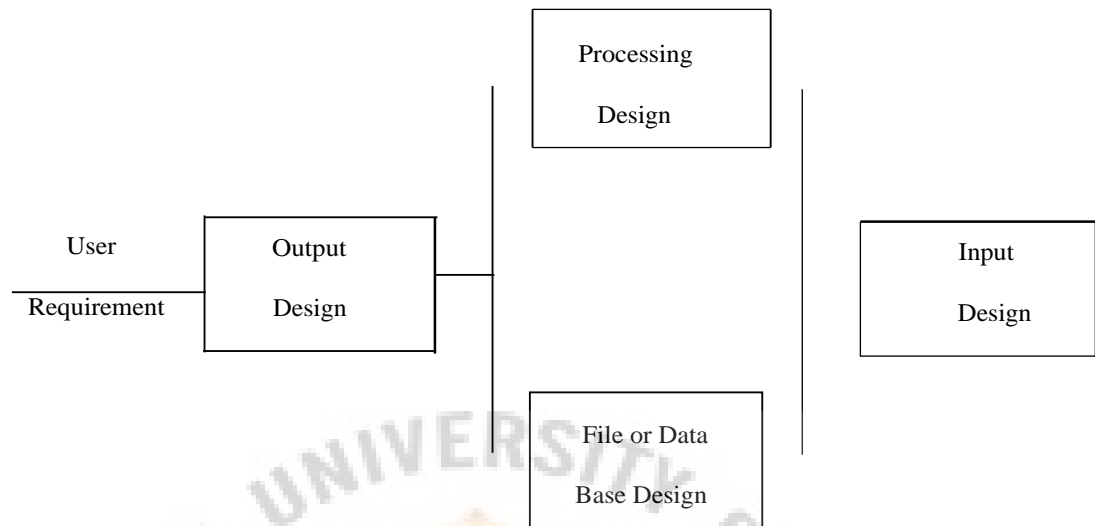 Processing
Design
User
Requirement
Output
Design
Input
Design
File or Data
Base Design
UNIVERSITY